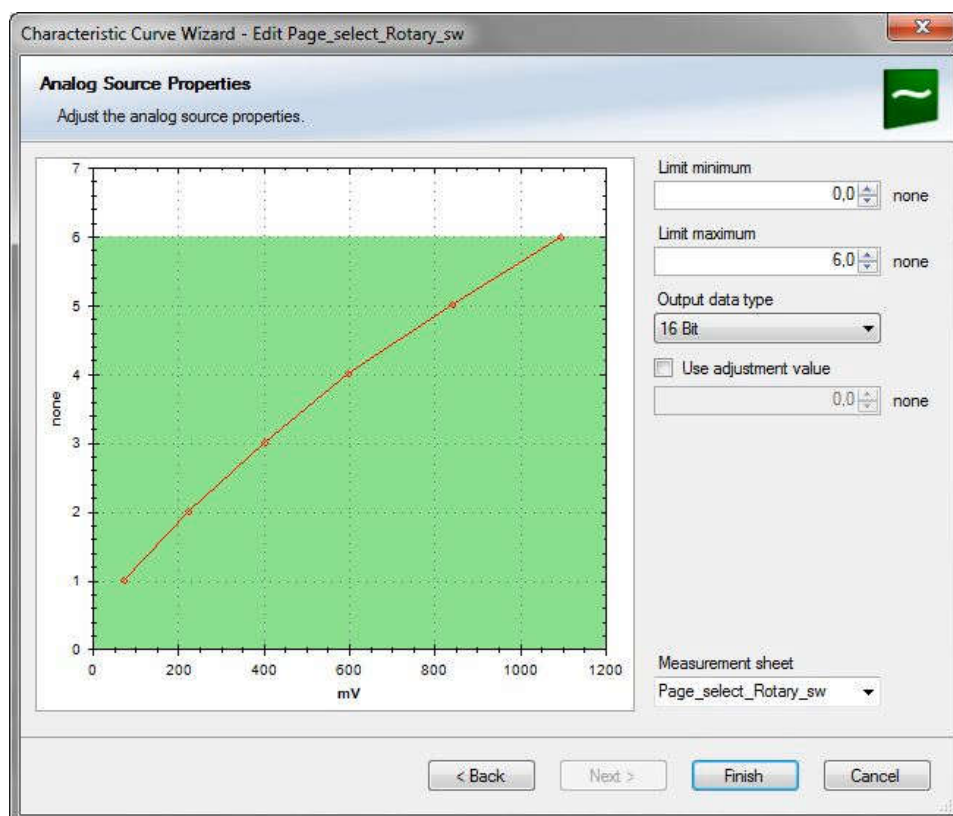 Characteristic Curve Wizard - Edit Page_select_Rotary_sw
Analog Source Properties
Adjust the analog source properties.
7
6
5
4
3
2
1
0
none
0
200
400
600
800
1000
1200
mV
Limit minimum
0,0 none
Limit maximum
6,0 none
Output data type
16 Bit
Use adjustment value
0,0 none
Measurement sheet
Page_select_Rotary_sw
< Back
Next >
Finish
Cancel